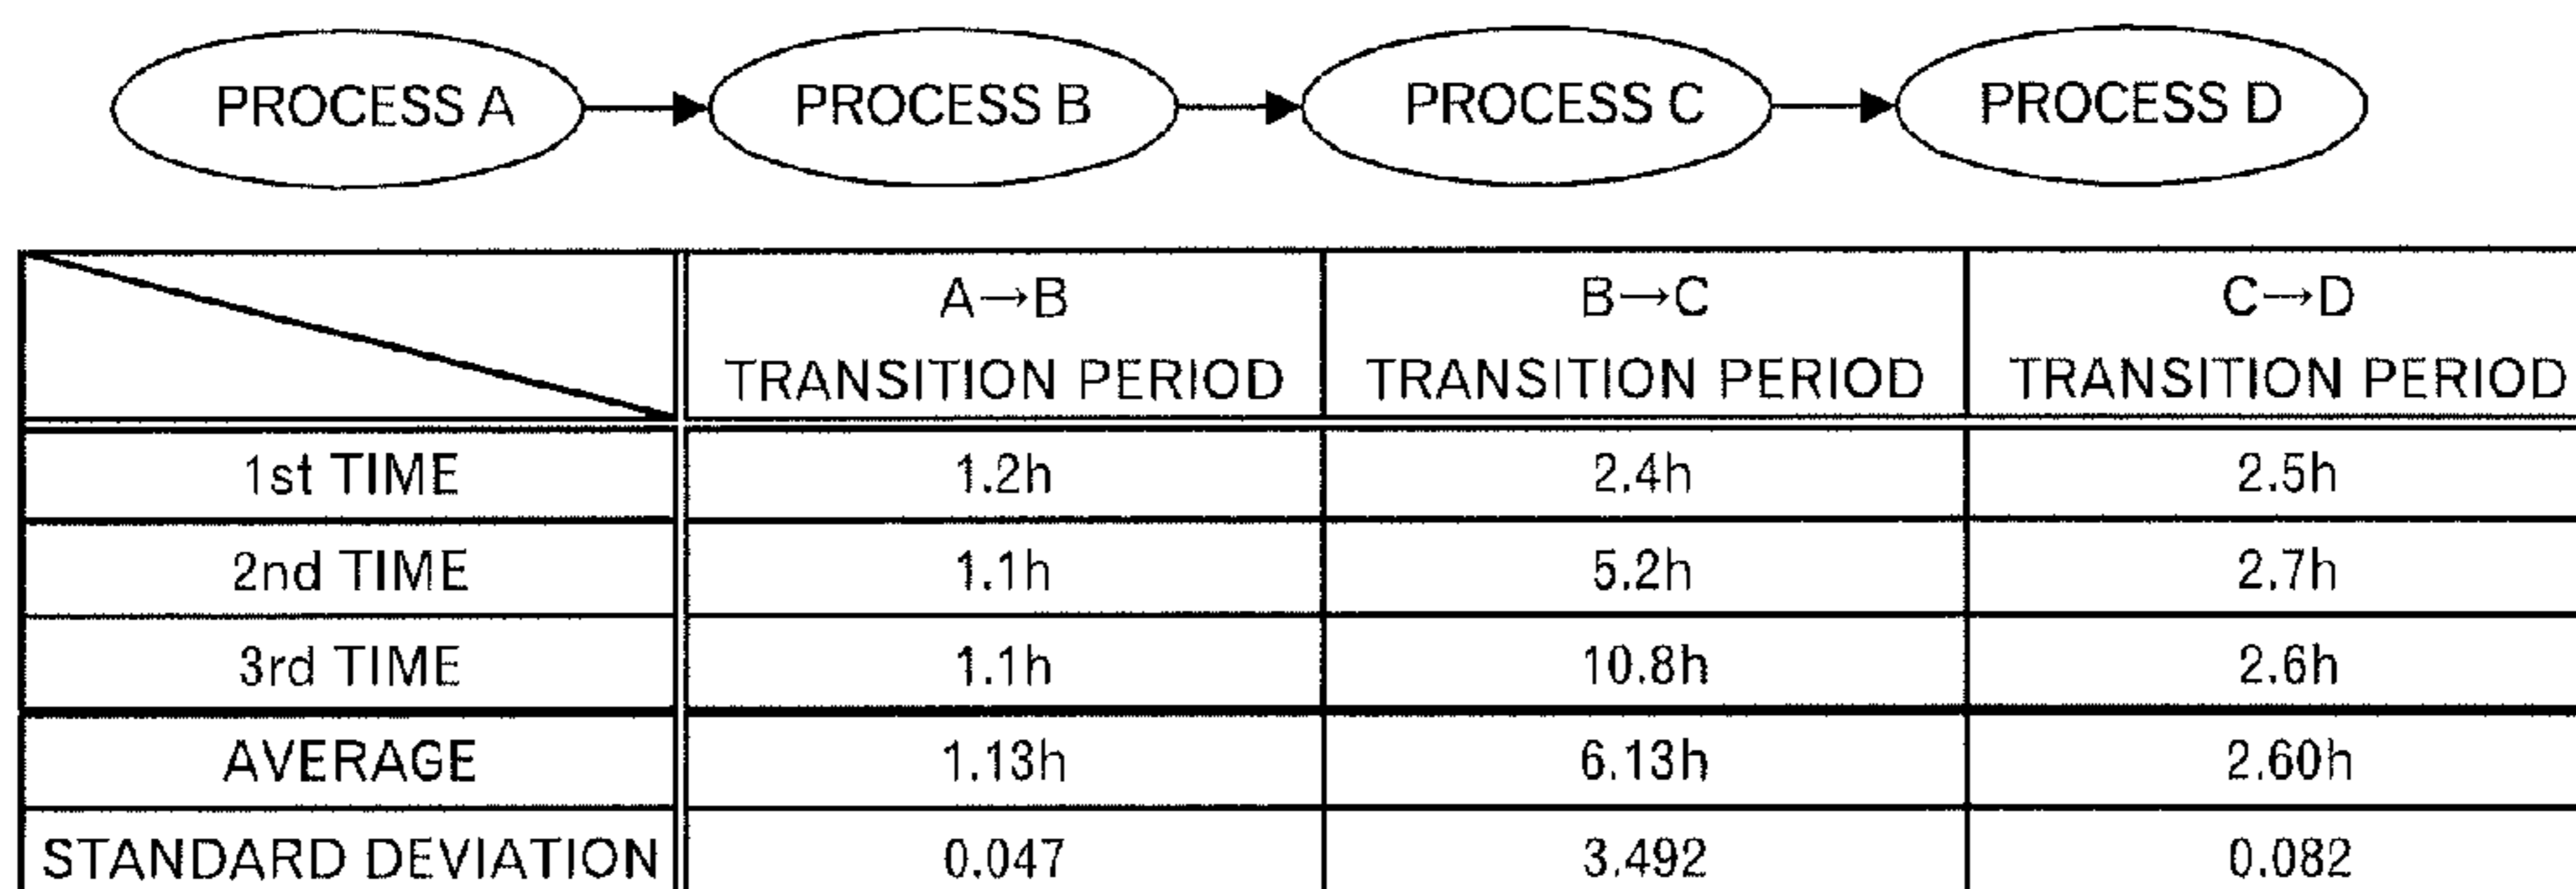 PROCESS A PROCESS B PROCESS C PROCESS D
A→B B→C C→D
TRANSITION PERIOD TRANSITION PERIOD TRANSITION PERIOD
1st TIME 1.2h 2.4h 2.5h
2nd TIME 1.1h 5.2h 2.7h
3rd TIME 1.1h 10.8h 2.6h
AVERAGE 1.13h 6.13h 2.60h
STANDARD DEVIATION 0.047 3.492 0.082